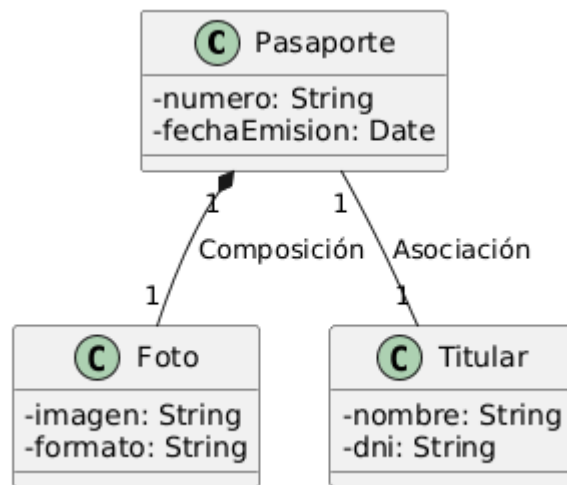 C Pasaporte
-numero: String
-fechaEmision: Date
1 1
Composición Asociación
1 1
C Foto
-imagen: String
-formato: String
C Titular
-nombre: String
-dni: String